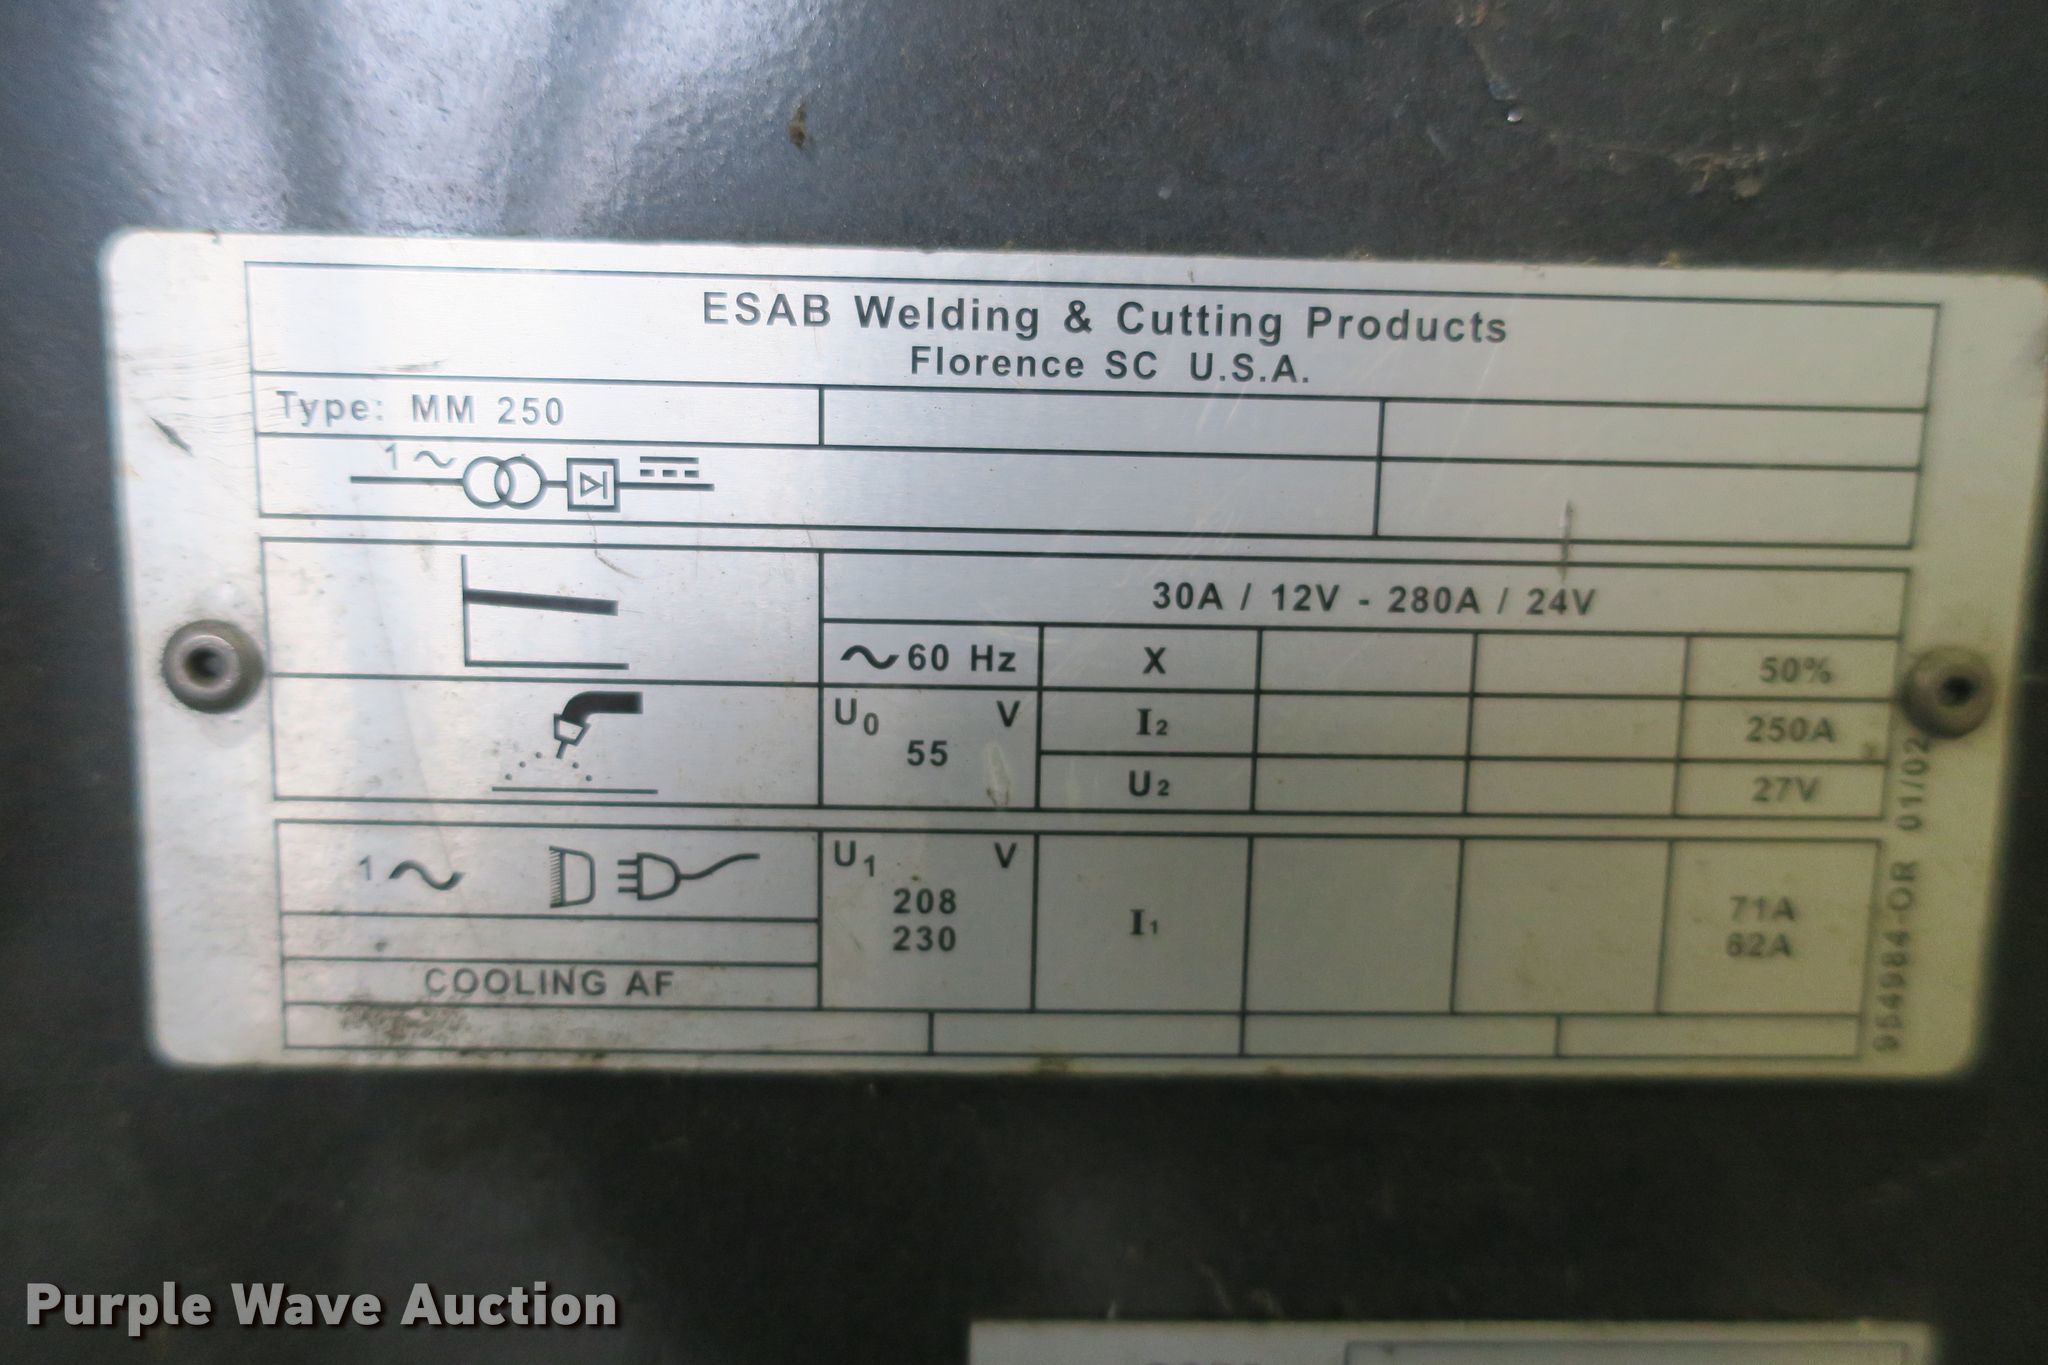 ESAB Welding & Cutting Products
Florence SC U.S.A.
Type: MM 250
1
30A / 12V - 280A / 24V
60 Hz X 50%
U0 V
55
I2 250A
U2 27V
1
U1 V
208
230
I1
71A
62A
COOLING AF
954984-OR 01/02
Purple Wave Auction